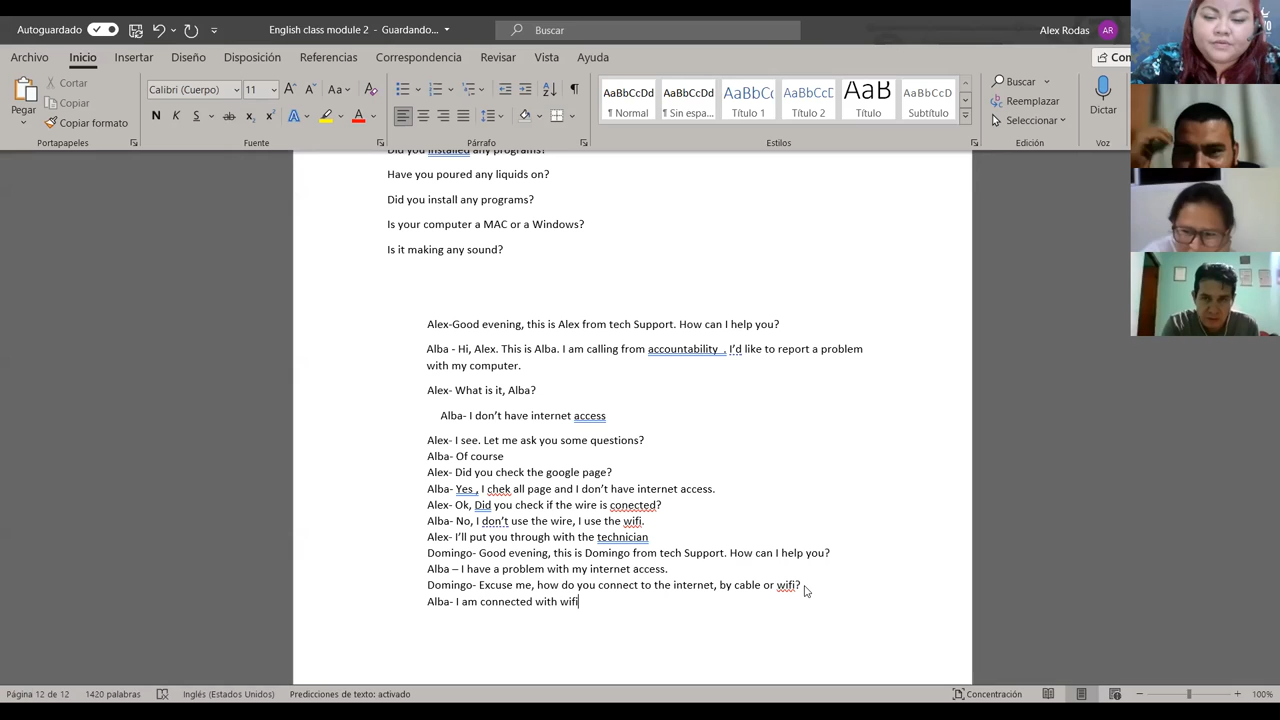 Autoguardado
English class module 2 - Guardando...
Buscar
Alex Rodas
AR
Archivo
Inicio
Insertar
Diseño
Disposición
Referencias
Correspondencia
Revisar
Vista
Ayuda
Com
Pegar
Cortar
Copiar
Copiar formato
Portapapeles
Calibri (Cuerpo)
11
Fuente
Párrafo
AaBbCcDd
¶ Normal
AaBbCcDd
¶ Sin espa...
AaBbCc
Título 1
AaBbCcD
Título 2
AaB
Título
AaBbCcD
Subtítulo
Estilos
Buscar
Reemplazar
Seleccionar
Edición
Dictar
Voz
Did you installed any programs?
Have you poured any liquids on?
Did you install any programs?
Is your computer a MAC or a Windows?
Is it making any sound?
Alex-Good evening, this is Alex from tech Support. How can I help you?
Alba - Hi, Alex. This is Alba. I am calling from accountability . I'd like to report a problem
with my computer.
Alex- What is it, Alba?
Alba- I don't have internet access
Alex- I see. Let me ask you some questions?
Alba- Of course
Alex- Did you check the google page?
Alba- Yes , I chek all page and I don't have internet access.
Alex- Ok, Did you check if the wire is conected?
Alba- No, I don't use the wire, I use the wifi.
Alex- I'll put you through with the technician
Domingo- Good evening, this is Domingo from tech Support. How can I help you?
Alba – I have a problem with my internet access.
Domingo- Excuse me, how do you connect to the internet, by cable or wifi?
Alba- I am connected with wifi
Página 12 de 12
1420 palabras
Inglés (Estados Unidos)
Predicciones de texto: activado
Concentración
100%